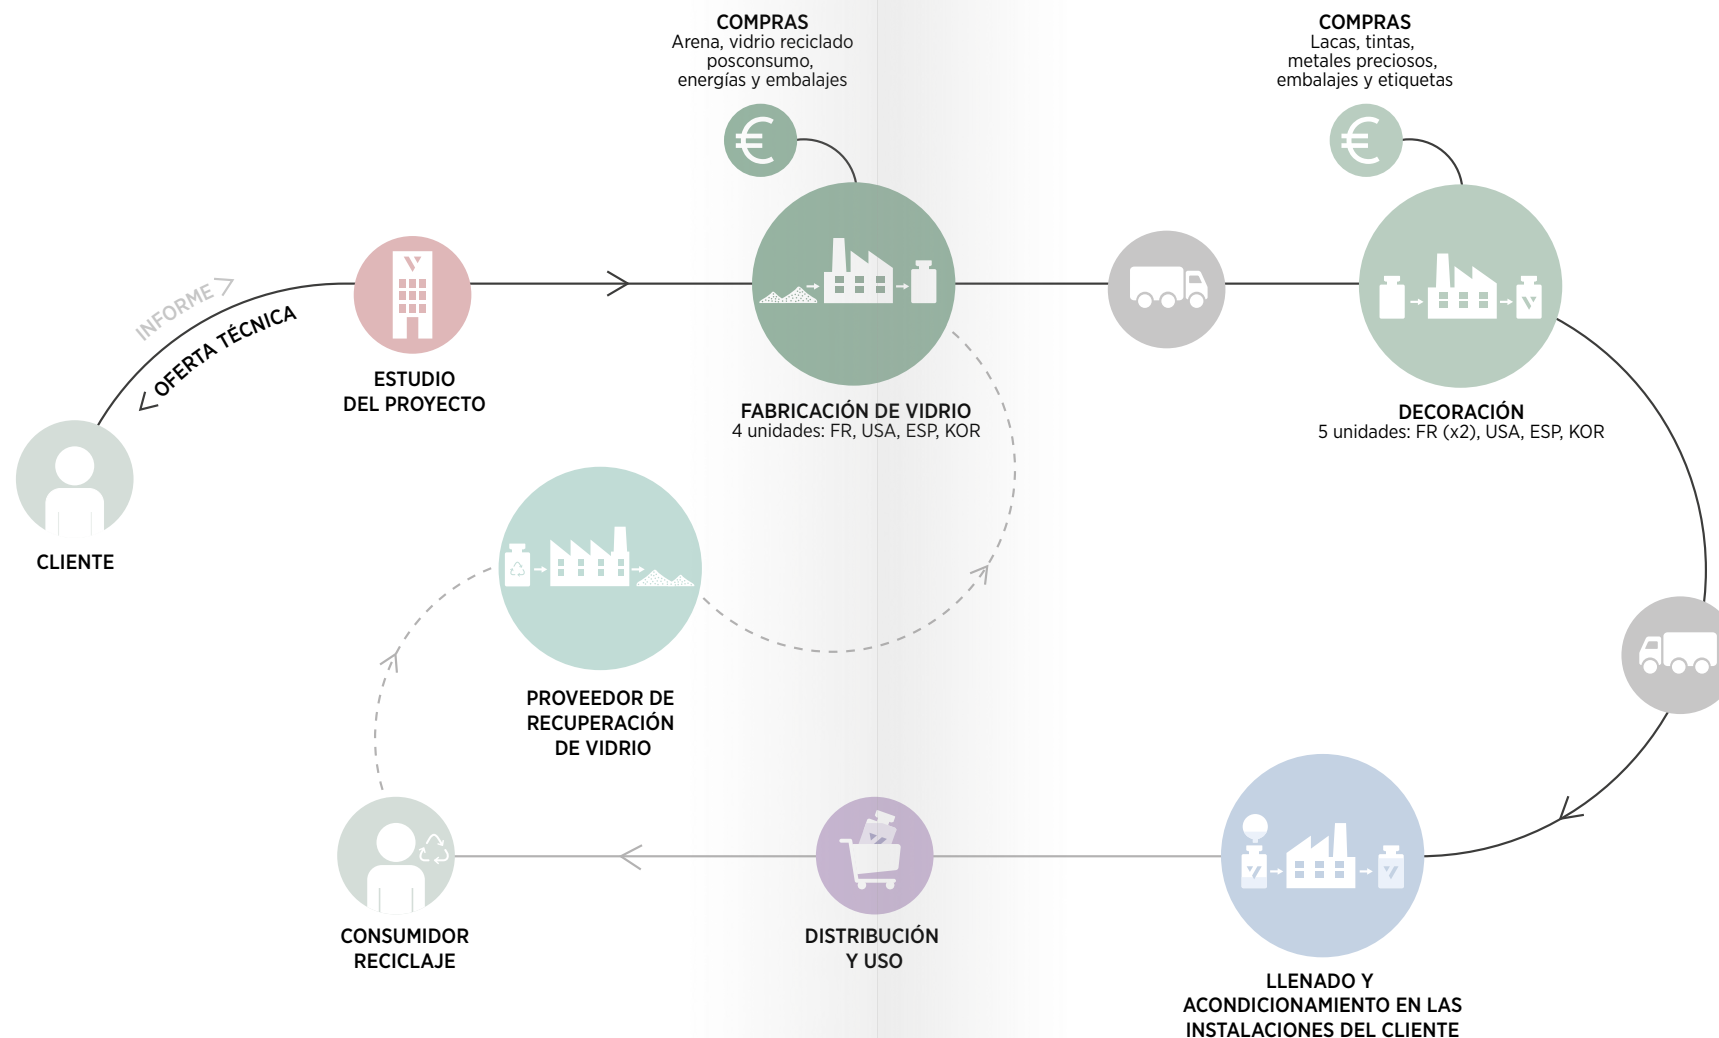 COMPRAS
Arena, vidrio reciclado
posconsumo,
energías y embalajes
COMPRAS
Lacas, tintas,
metales preciosos,
embalajes y etiquetas
INFORME
OFERTA TÉCNICA
ESTUDIO
DEL PROYECTO
FABRICACIÓN DE VIDRIO
4 unidades: FR, USA, ESP, KOR
DECORACIÓN
5 unidades: FR (x2), USA, ESP, KOR
CLIENTE
PROVEEDOR DE
RECUPERACIÓN
DE VIDRIO
CONSUMIDOR
RECICLAJE
DISTRIBUCIÓN
Y USO
LLENADO Y
ACONDICIONAMIENTO EN LAS
INSTALACIONES DEL CLIENTE